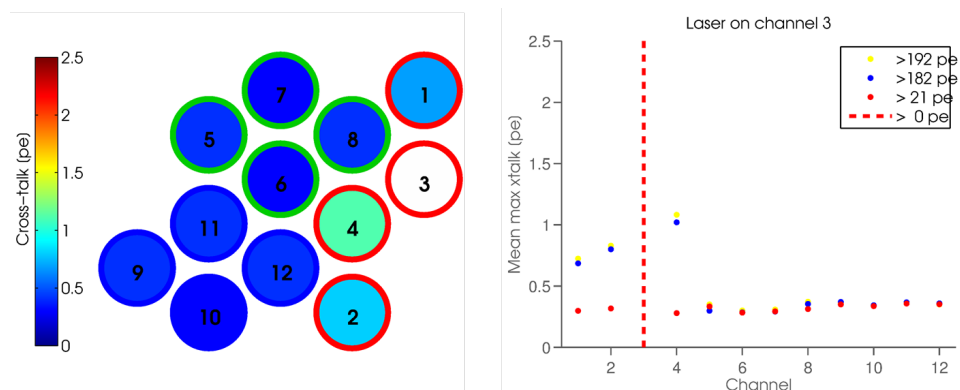 Cross-talk (pe)
2.5
2
1.5
1
0.5
0
7
1
5
8
6
3
4
11
9
12
10
2
Laser on channel 3
Mean max xtalk (pe)
2.5
2
1.5
1
0.5
0
>192 pe
>182 pe
> 21 pe
> 0 pe
2 4 6 8 10 12
Channel